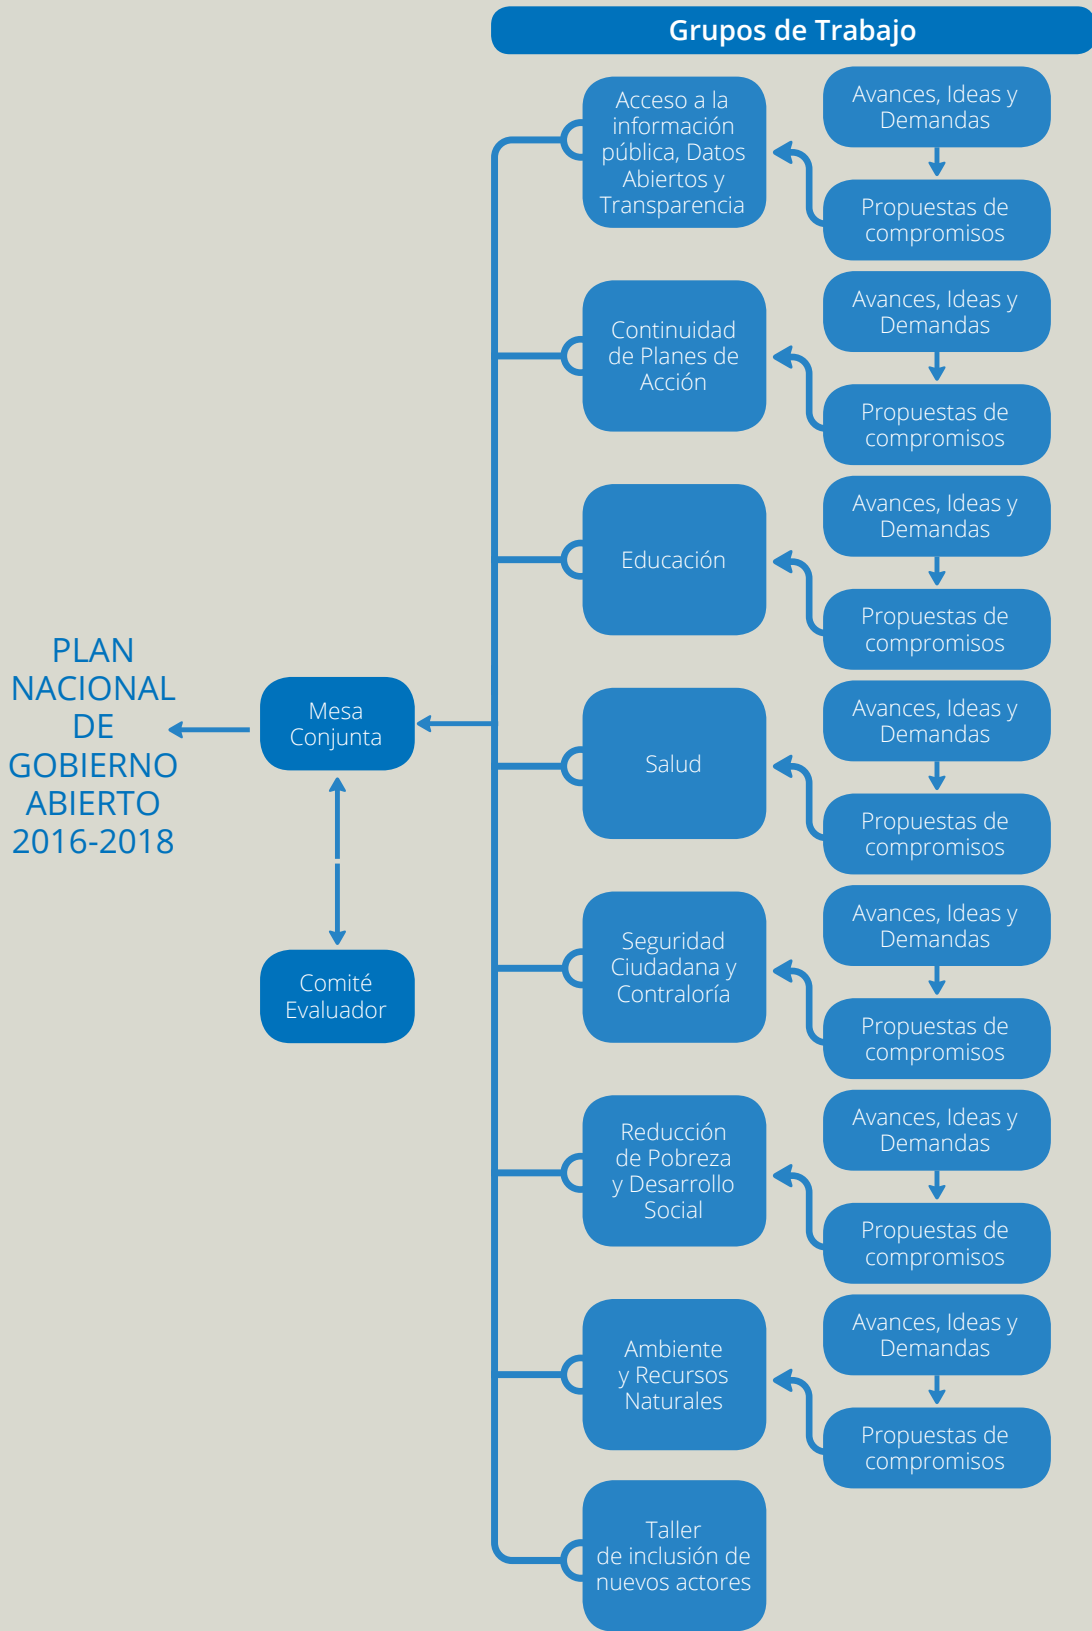 Grupos de Trabajo
Acceso a la
información
pública, Datos
Abiertos y
Transparencia
Avances, Ideas y
Demandas
Propuestas de
compromisos
Continuidad
de Planes de
Acción
Avances, Ideas y
Demandas
Propuestas de
compromisos
Educación
Avances, Ideas y
Demandas
Propuestas de
compromisos
PLAN
NACIONAL
DE
GOBIERNO
ABIERTO
2016-2018
Mesa
Conjunta
Comité
Evaluador
Salud
Avances, Ideas y
Demandas
Propuestas de
compromisos
Seguridad
Ciudadana y
Contraloría
Avances, Ideas y
Demandas
Propuestas de
compromisos
Reducción
de Pobreza
y Desarrollo
Social
Avances, Ideas y
Demandas
Propuestas de
compromisos
Ambiente
y Recursos
Naturales
Avances, Ideas y
Demandas
Propuestas de
compromisos
Taller
de inclusión de
nuevos actores